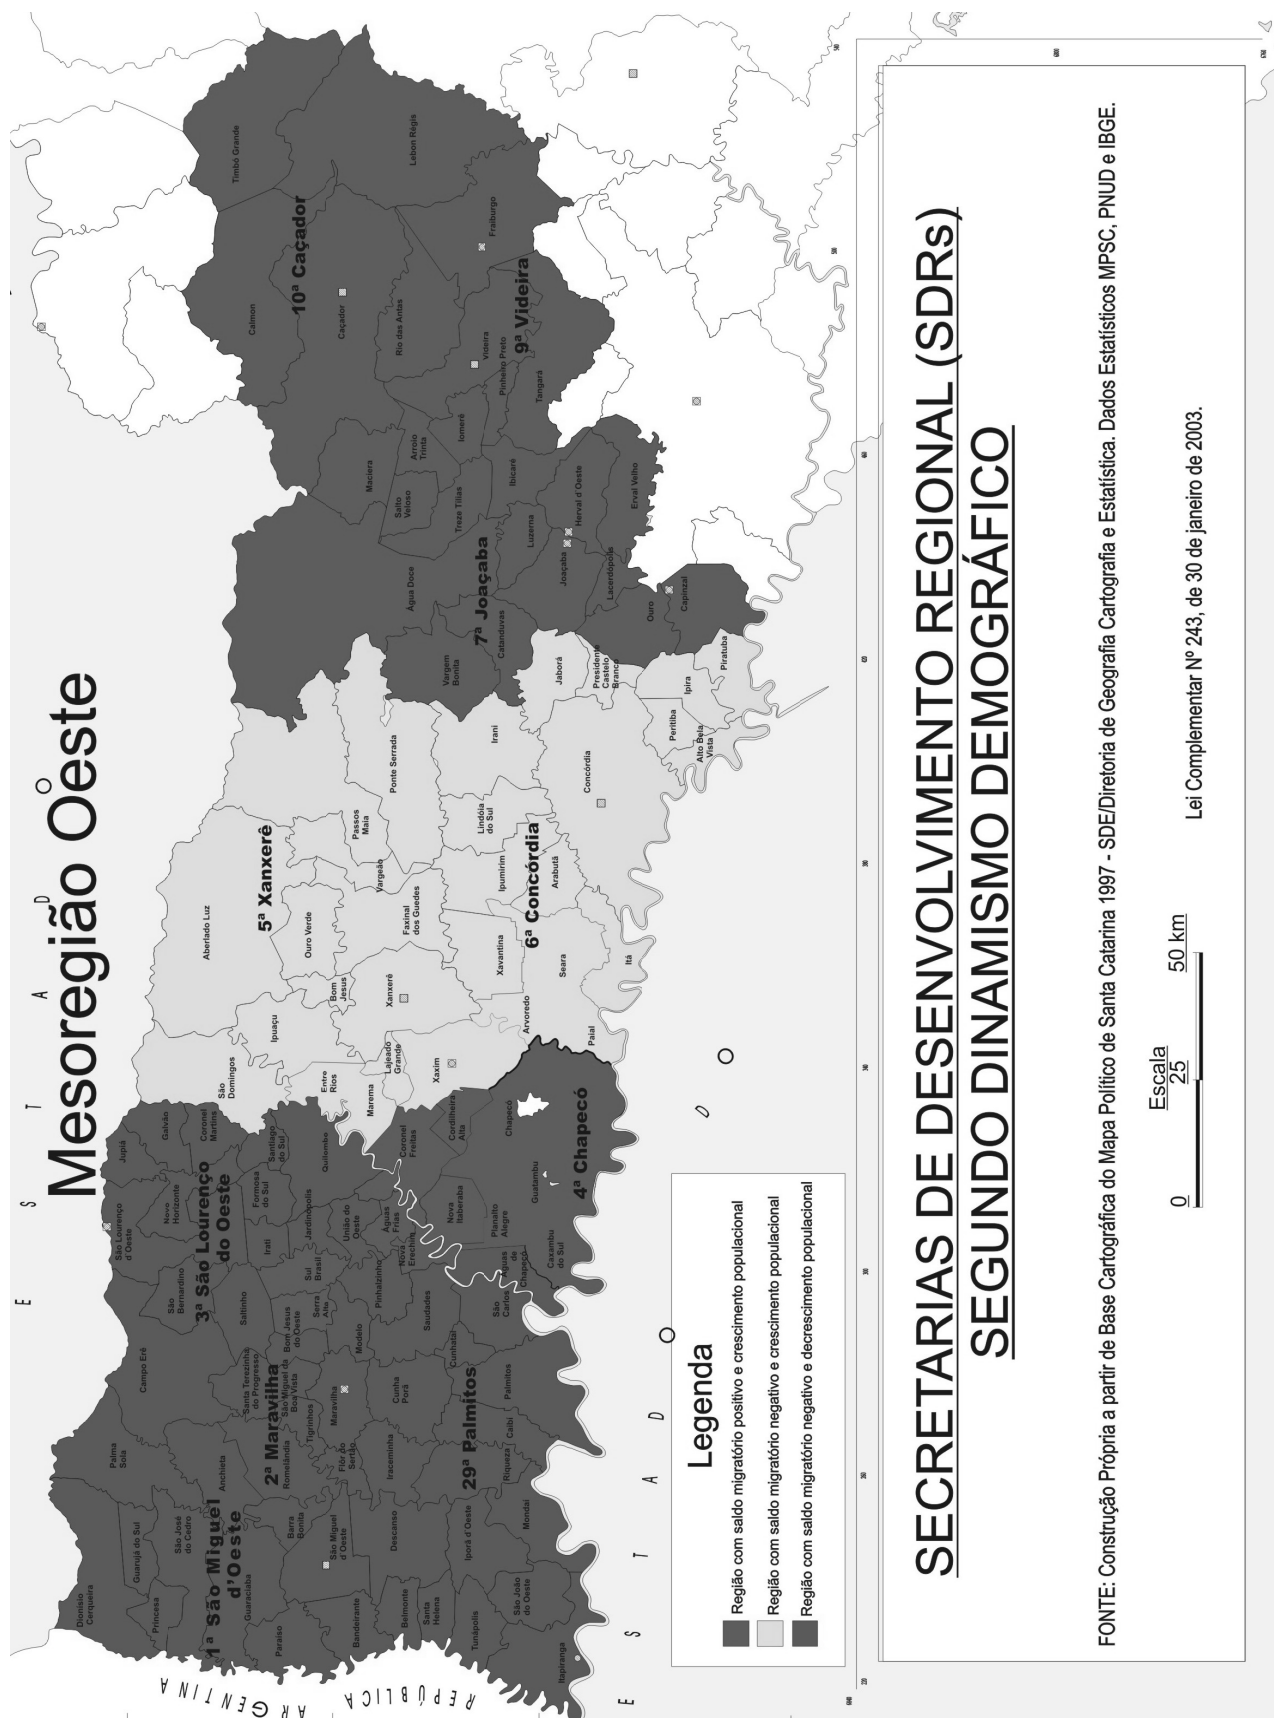 Mesoregião Oeste
E S T A D O
REPÚBLICA ARGENTINA
10ª Caçador
Timbó Grande
Calmon
Caçador
Lebon Régis
Rio das Antas
Maciera
9ª Videira
Fraiburgo
Videira
Pinheiro Preto
Tangará
Iomerê
Arroio
Trinta
Salto
Veloso
7ª Joaçaba
Treze Tílias
Ibicaré
Luzerna
Herval d'Oeste
Erval Velho
Joaçaba
Lacerdópolis
Água Doce
Catanduvas
Vargem
Bonita
Ouro
Capinzal
5ª Xanxerê
Aberlado Luz
Ouro Verde
Passos
Maia
Ponte Serrada
Vargeão
Faxinal
dos Guedes
Bom
Jesus
Ipuaçu
Xanxerê
São
Domingos
Entre
Rios
Lajeado
Grande
Marema
Xaxim
6ª Concórdia
Jaborá
Presidente
Castelo
Branco
Piratuba
Ipira
Peritiba
Alto Bela
Vista
Irani
Concórdia
Lindóia
do Sul
Ipumirim
Arabutã
Xavantina
Seara
Itá
Arvoredo
Paial
3ª São Lourenço
do Oeste
Jupiá
Galvão
Coronel
Martins
São Lourenço
d'Oeste
Novo
Horizonte
São
Bernardino
Campo Erê
Santiago
do Sul
Formosa
do Sul
Quilombo
Irati
Jardinópolis
União do
Oeste
4ª Chapecó
Coronel
Freitas
Cordilheira
Alta
Chapecó
Guatambu
Nova
Itaberaba
Planalto
Alegre
Caxambu
do Sul
Águas
de
Chapecó
Águas
Frias
Nova
Erechim
Sul
Brasil
Serra
Alta
Pinhalzinho
São
Carlos
2ª Maravilha
Saltinho
Bom Jesus
do Oeste
Modelo
Saudades
Santa Terezinha
do Progresso
São Miguel da
Boa Vista
Tigrinhos
Maravilha
Romelândia
Flôr do
Sertão
Iraceminha
Cunha
Porã
29ª Palmitos
Cunhataí
Palmitos
Caibi
Riqueza
Mondaí
1ª São Miguel
d'Oeste
Palma
Sola
Anchieta
Guarujá do Sul
São José
do Cedro
Dionísio
Cerqueira
Princesa
Guaraciaba
Barra
Bonita
São Miguel
d'Oeste
Paraíso
Bandeirante
Descanso
Belmonte
Santa
Helena
Iporã d'Oeste
Tunápolis
São João
do Oeste
Itapiranga
E S T A D O
Legenda
Região com saldo migratório positivo e crescimento populacional
Região com saldo migratório negativo e crescimento populacional
Região com saldo migratório negativo e decrescimento populacional
SECRETARIAS DE DESENVOLVIMENTO REGIONAL (SDRs)
SEGUNDO DINAMISMO DEMOGRÁFICO
FONTE: Construção Própria a partir de Base Cartográfica do Mapa Político de Santa Catarina 1997 - SDE/Diretoria de Geografia Cartografia e Estatística. Dados Estatísticos MPSC, PNUD e IBGE.
Escala
0 25 50 km
Lei Complementar Nº 243, de 30 de janeiro de 2003.